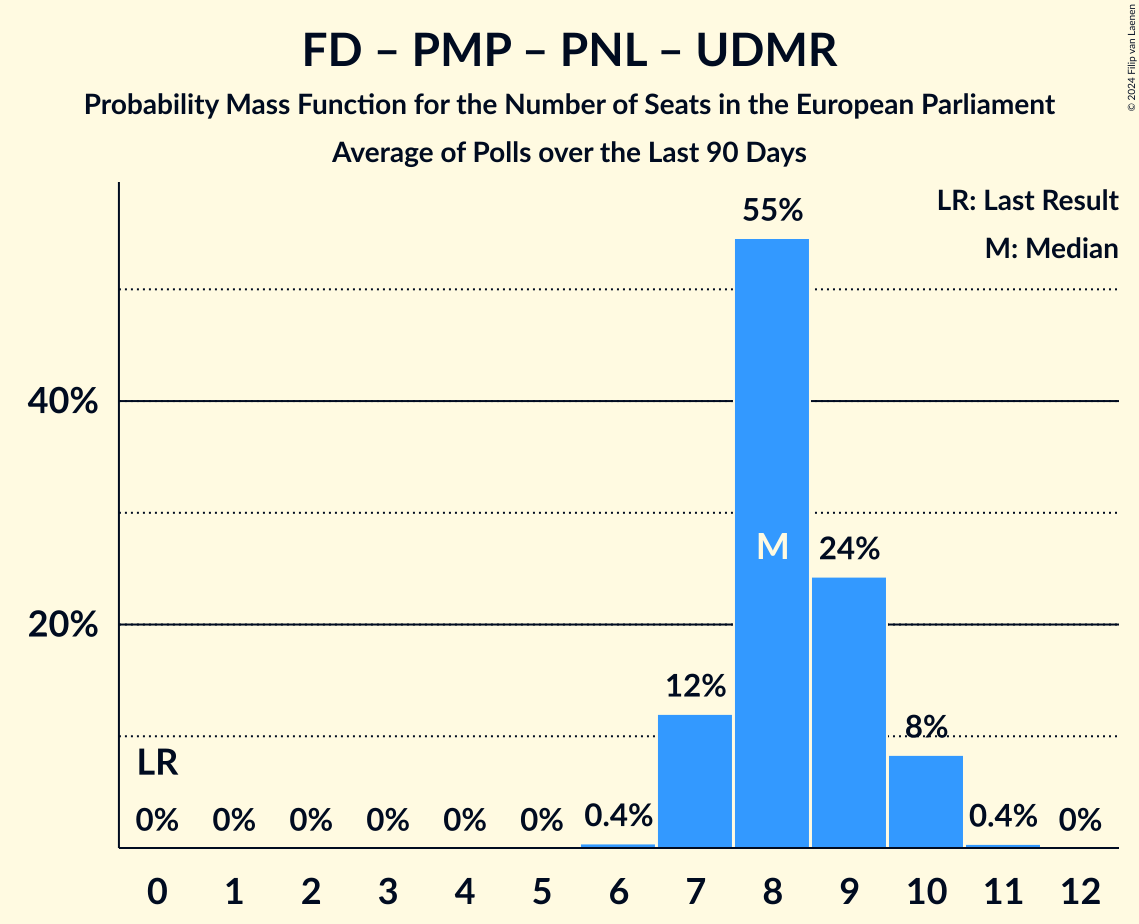 FD – PMP – PNL – UDMR
Probability Mass Function for the Number of Seats in the European Parliament
Average of Polls over the Last 90 Days
© 2024 Filip van Laenen
LR: Last Result
M: Median
55%
40%
M
24%
20%
12%
8%
LR
0% 0% 0% 0% 0% 0% 0.4% 0.4% 0%
0 1 2 3 4 5 6 7 8 9 10 11 12